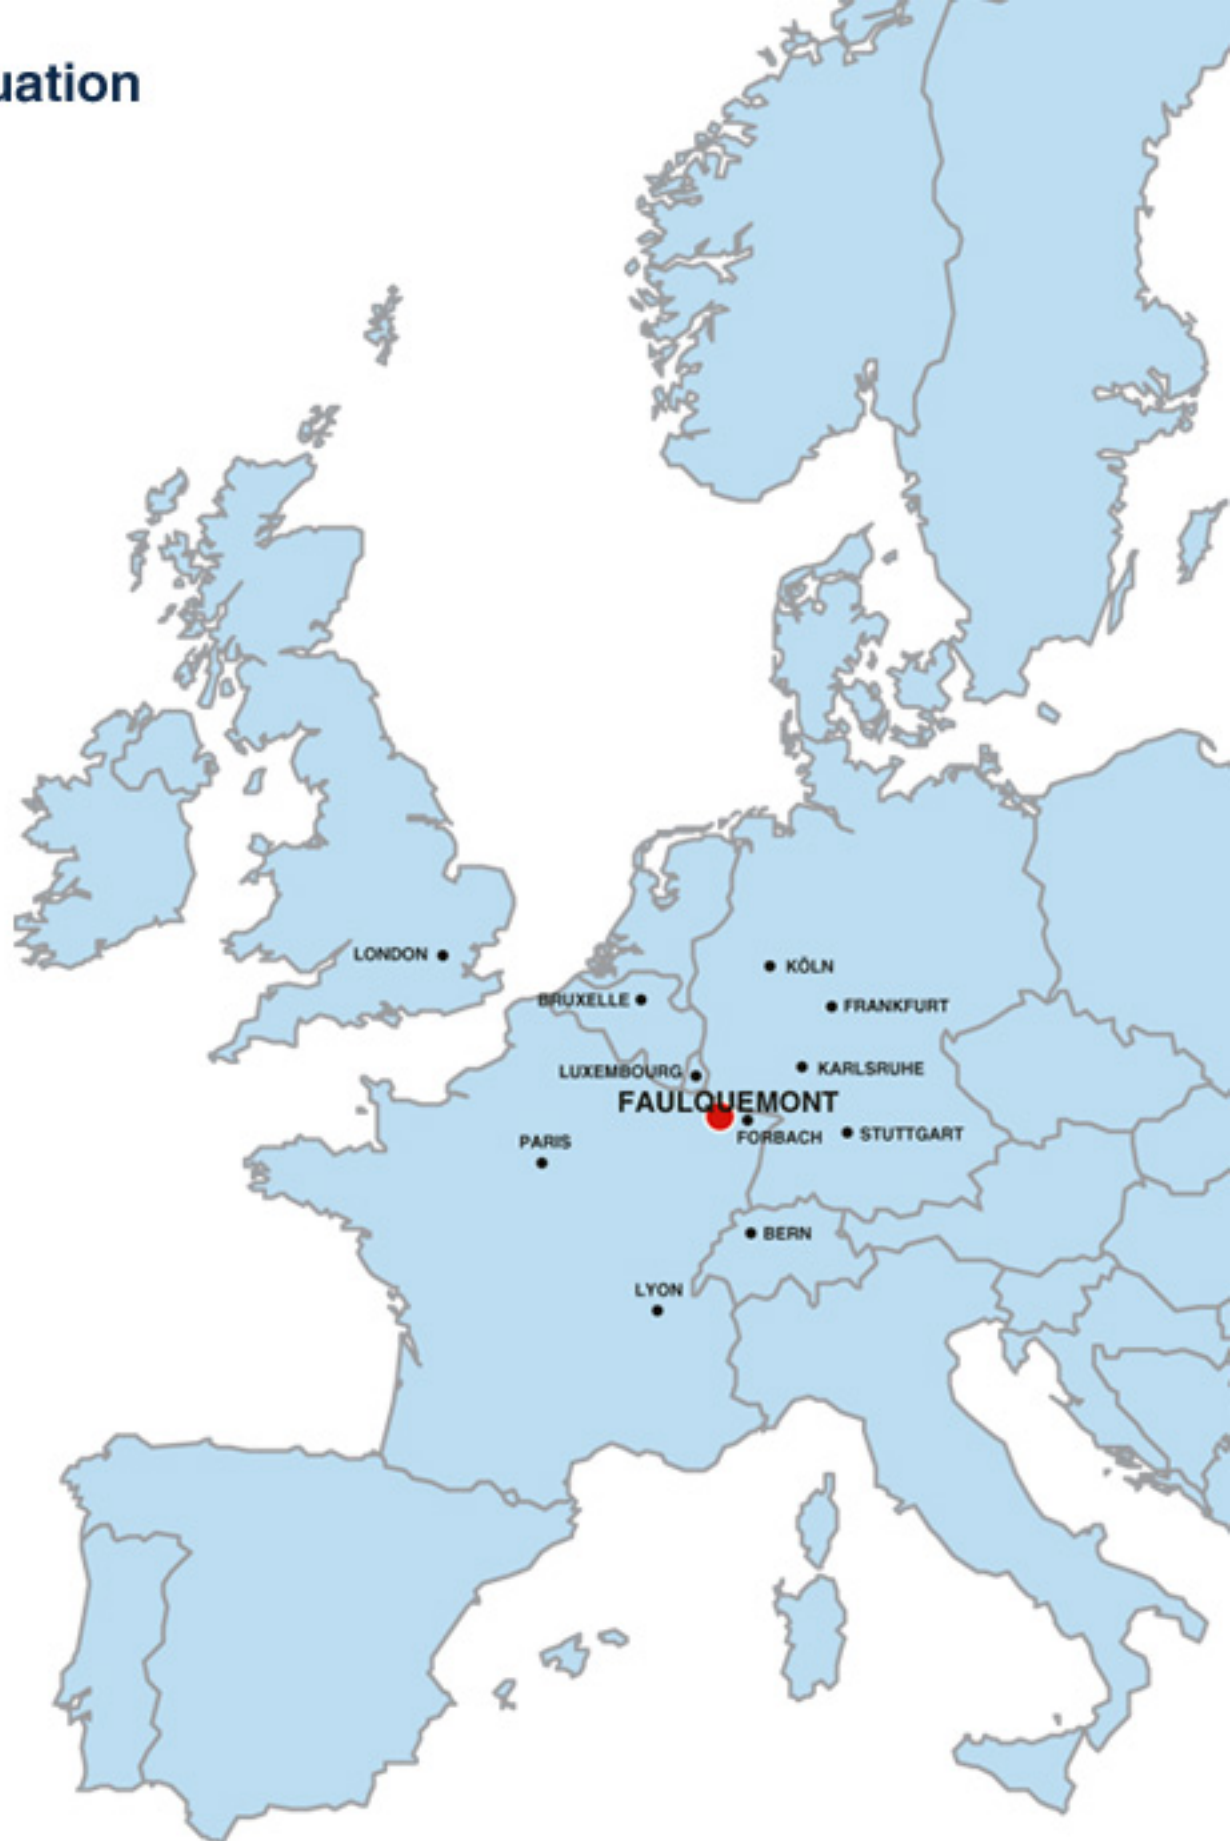 uation
LONDON
KÖLN
BRUXELLE
FRANKFURT
LUXEMBOURG
KARLSRUHE
FAULQUEMONT
FORBACH
STUTTGART
PARIS
BERN
LYON